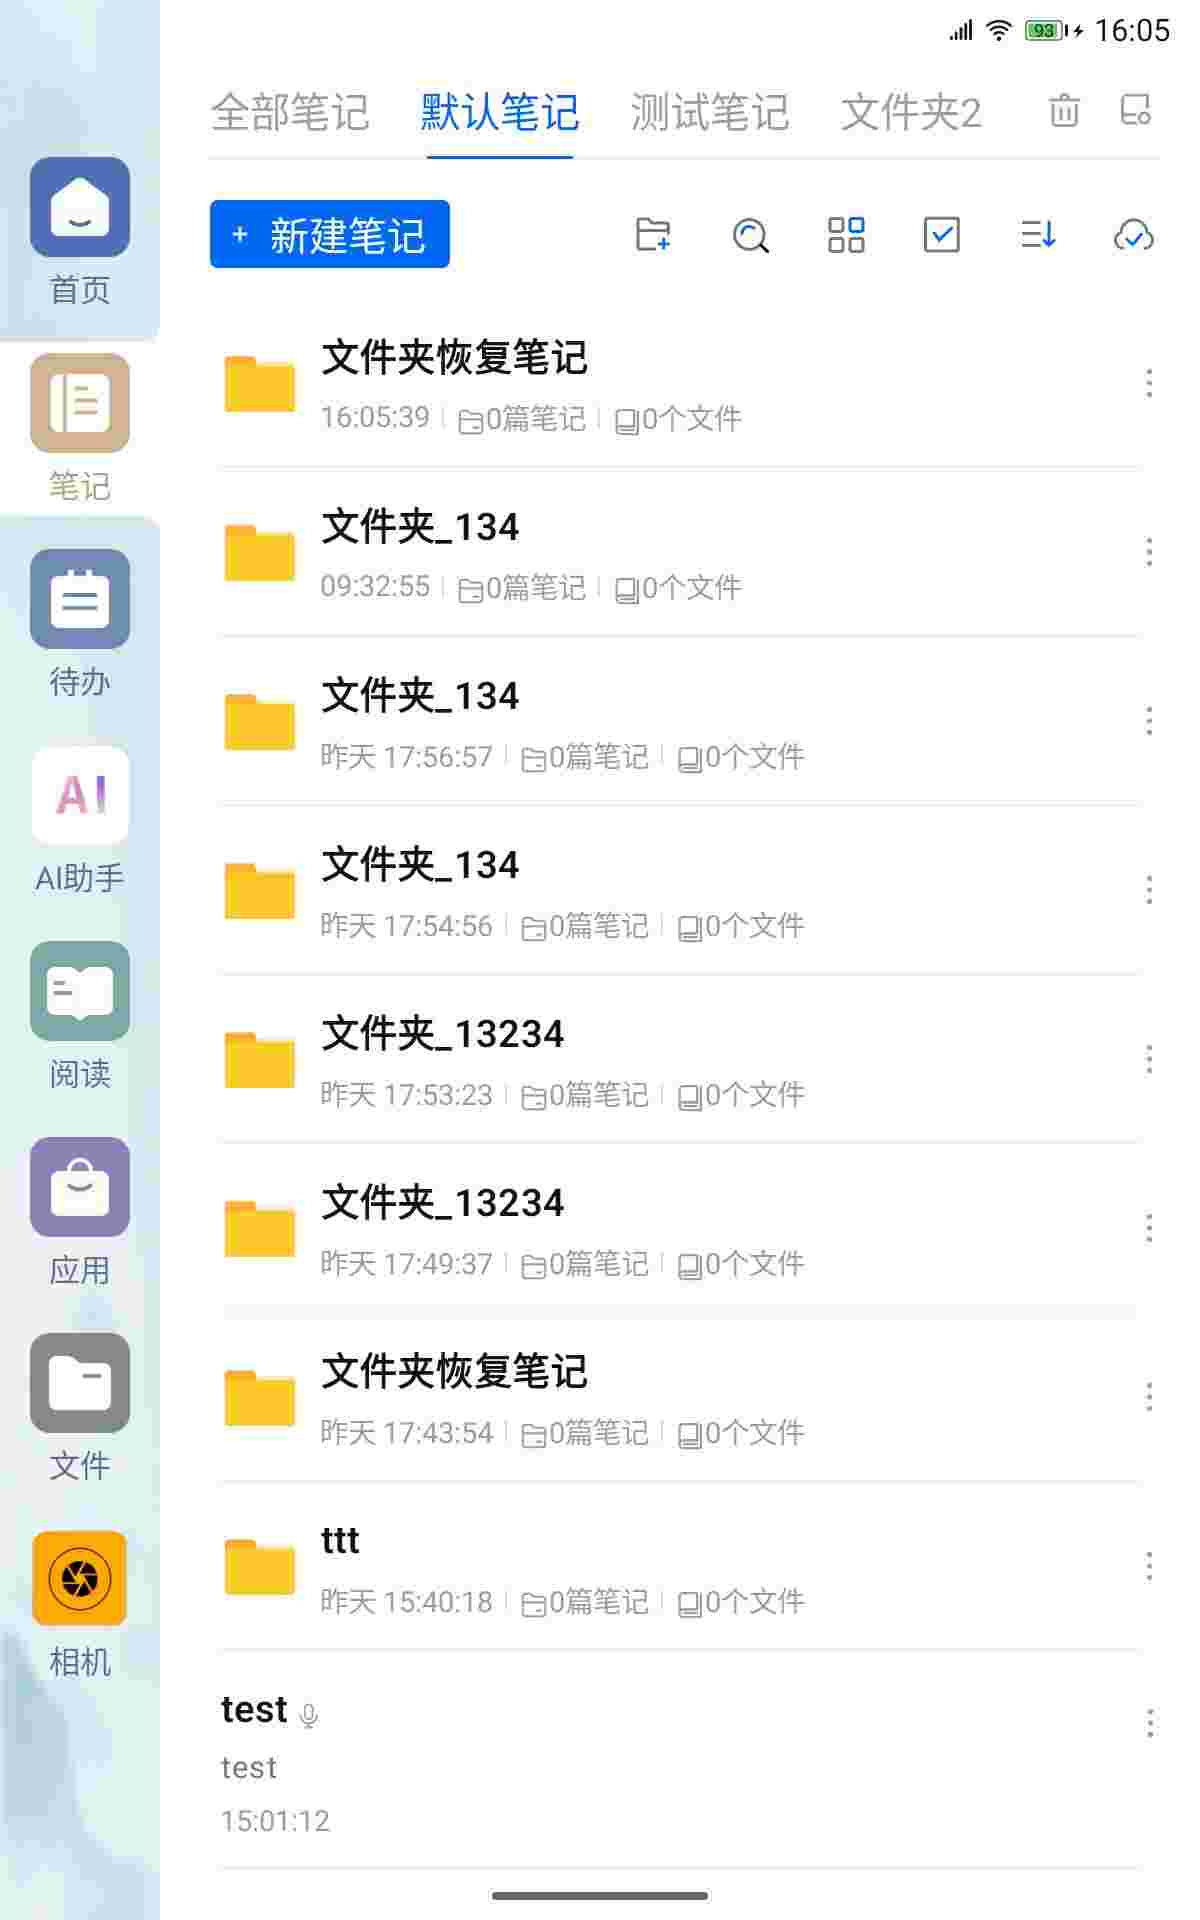 93 16:05
全部笔记 默认笔记 测试笔记 文件夹2
+ 新建笔记
首页
笔记
待办
AI
AI助手
阅读
应用
文件
相机
文件夹恢复笔记
16:05:39 0篇笔记 0个文件
文件夹_134
09:32:55 0篇笔记 0个文件
文件夹_134
昨天 17:56:57 0篇笔记 0个文件
文件夹_134
昨天 17:54:56 0篇笔记 0个文件
文件夹_13234
昨天 17:53:23 0篇笔记 0个文件
文件夹_13234
昨天 17:49:37 0篇笔记 0个文件
文件夹恢复笔记
昨天 17:43:54 0篇笔记 0个文件
ttt
昨天 15:40:18 0篇笔记 0个文件
test
test
15:01:12